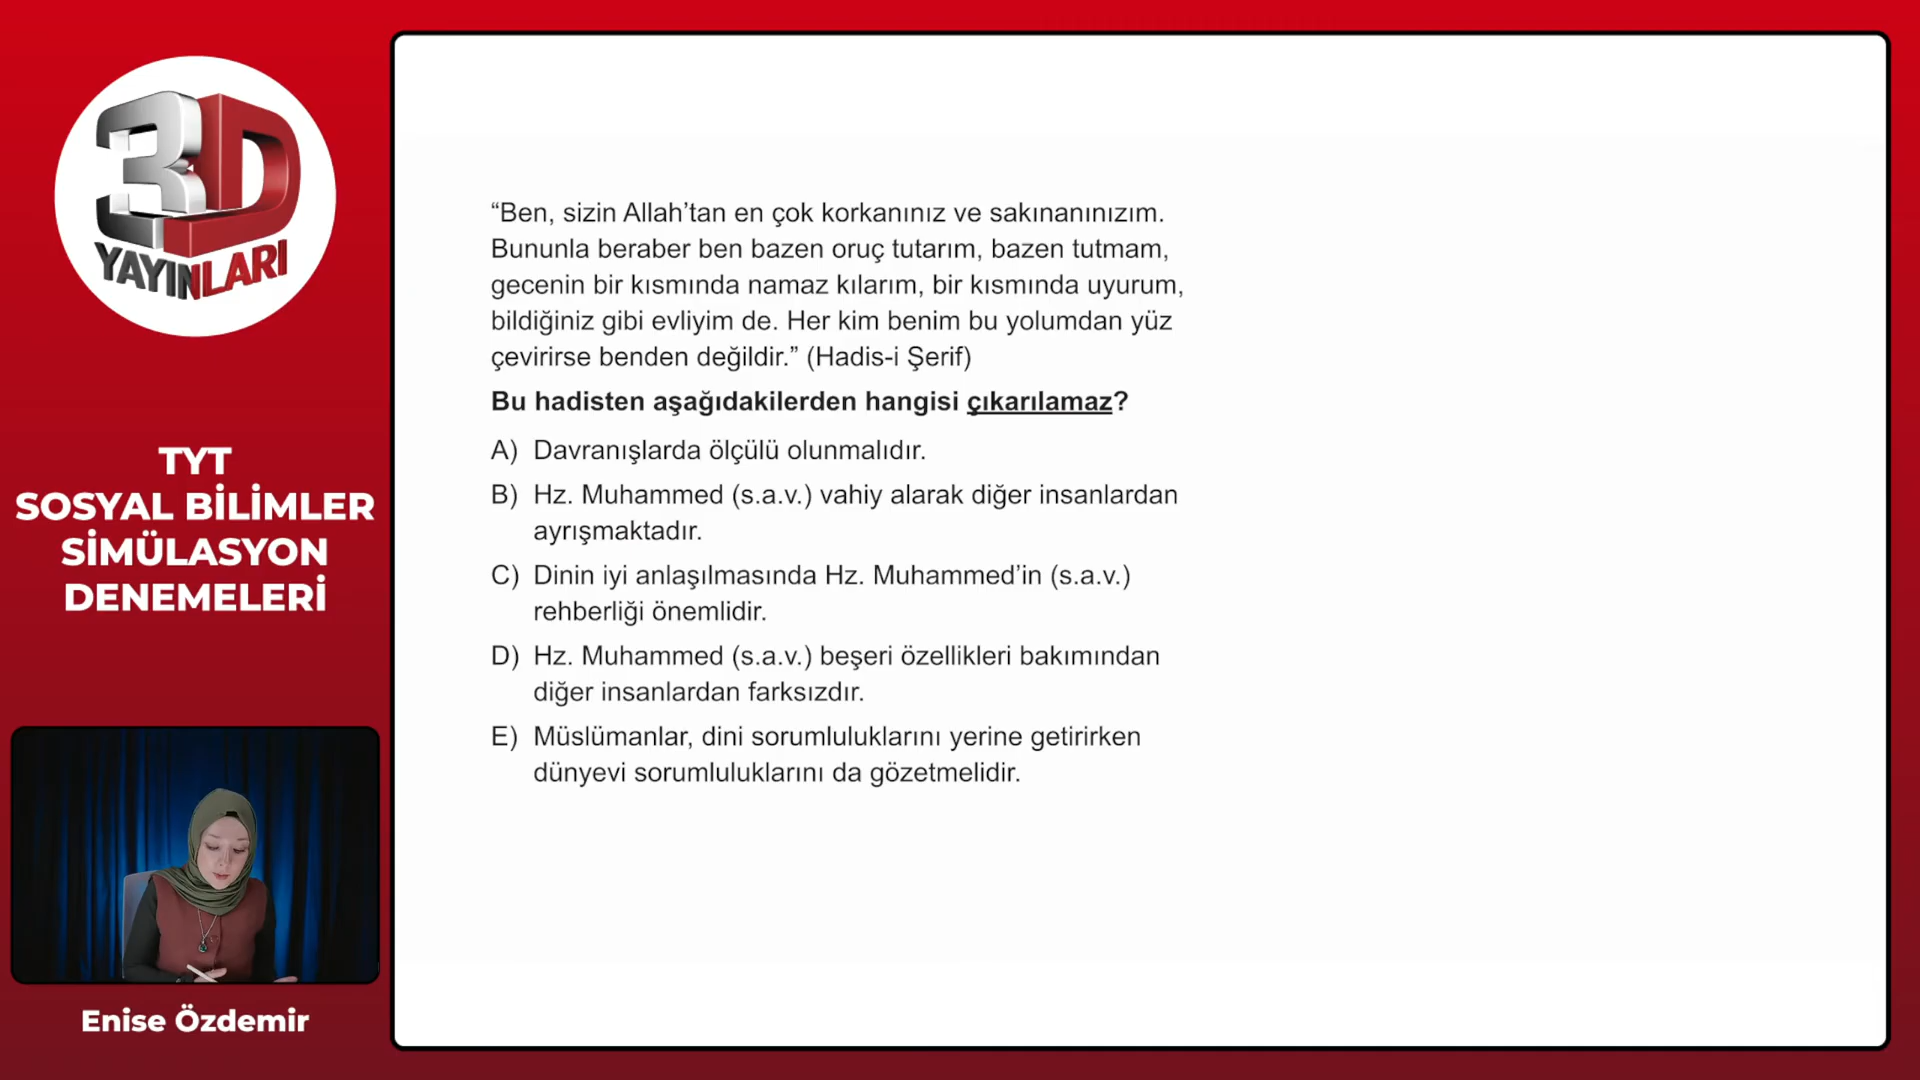 3D
YAYINLARI
TYT
SOSYAL BİLİMLER
SİMÜLASYON
DENEMELERİ
Enise Özdemir
“Ben, sizin Allah’tan en çok korkanınız ve sakınanınızım.
Bununla beraber ben bazen oruç tutarım, bazen tutmam,
gecenin bir kısmında namaz kılarım, bir kısmında uyurum,
bildiğiniz gibi evliyim de. Her kim benim bu yolumdan yüz
çevirirse benden değildir.” (Hadis-i Şerif)
Bu hadisten aşağıdakilerden hangisi çıkarılamaz?
A) Davranışlarda ölçülü olunmalıdır.
B) Hz. Muhammed (s.a.v.) vahiy alarak diğer insanlardan
ayrışmaktadır.
C) Dinin iyi anlaşılmasında Hz. Muhammed’in (s.a.v.)
rehberliği önemlidir.
D) Hz. Muhammed (s.a.v.) beşeri özellikleri bakımından
diğer insanlardan farksızdır.
E) Müslümanlar, dini sorumluluklarını yerine getirirken
dünyevi sorumluluklarını da gözetmelidir.